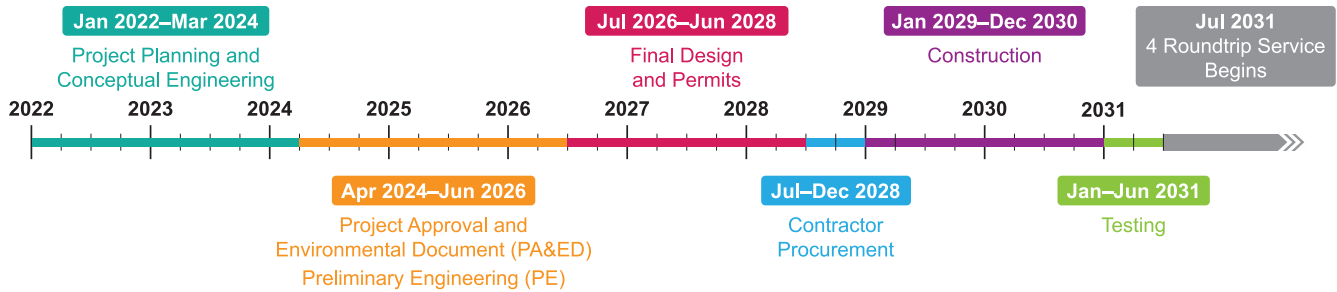 Jan 2022–Mar 2024
Project Planning and
Conceptual Engineering
Jul 2026–Jun 2028
Final Design
and Permits
Jan 2029–Dec 2030
Construction
Jul 2031
4 Roundtrip Service
Begins
2022 2023 2024 2025 2026 2027 2028 2029 2030 2031
Apr 2024–Jun 2026
Project Approval and
Environmental Document (PA&ED)
Preliminary Engineering (PE)
Jul–Dec 2028
Contractor
Procurement
Jan–Jun 2031
Testing